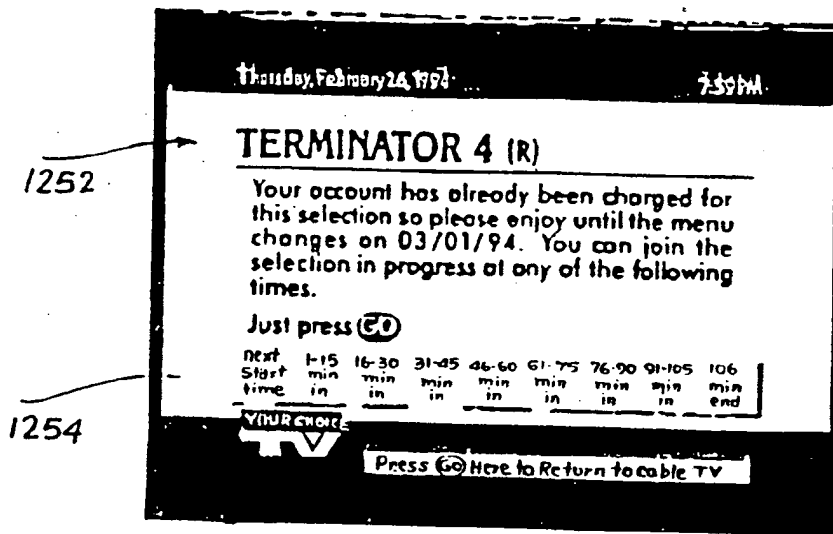 Thursday, February 26, 1994
7:59 PM
1252
TERMINATOR 4 (R)
Your account has already been charged for
this selection so please enjoy until the menu
changes on 03/01/94. You can join the
selection in progress at any of the following
times.
Just press GO
next 1-15 16-30 31-45 46-60 61-75 76-90 91-105 106
start min min min min min min min min
time in in in in in in in end
1254
YOUR CHOICE
TV
Press GO Here to Return to cable TV